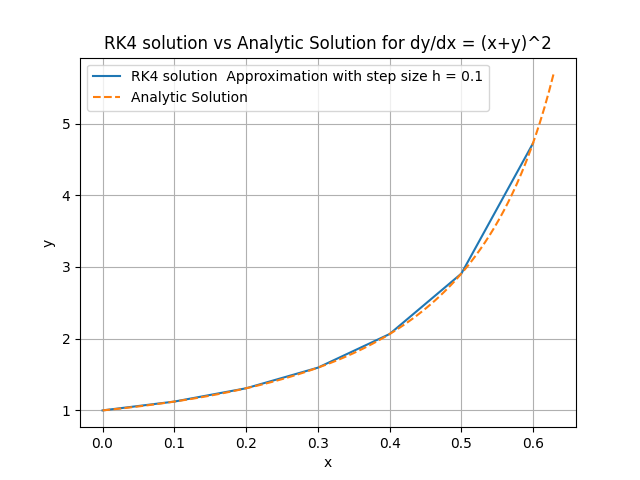 RK4 solution vs Analytic Solution for dy/dx = (x+y)^2
RK4 solution  Approximation with step size h = 0.1
Analytic Solution
5
4
3
2
1
y
0.0 0.1 0.2 0.3 0.4 0.5 0.6
x